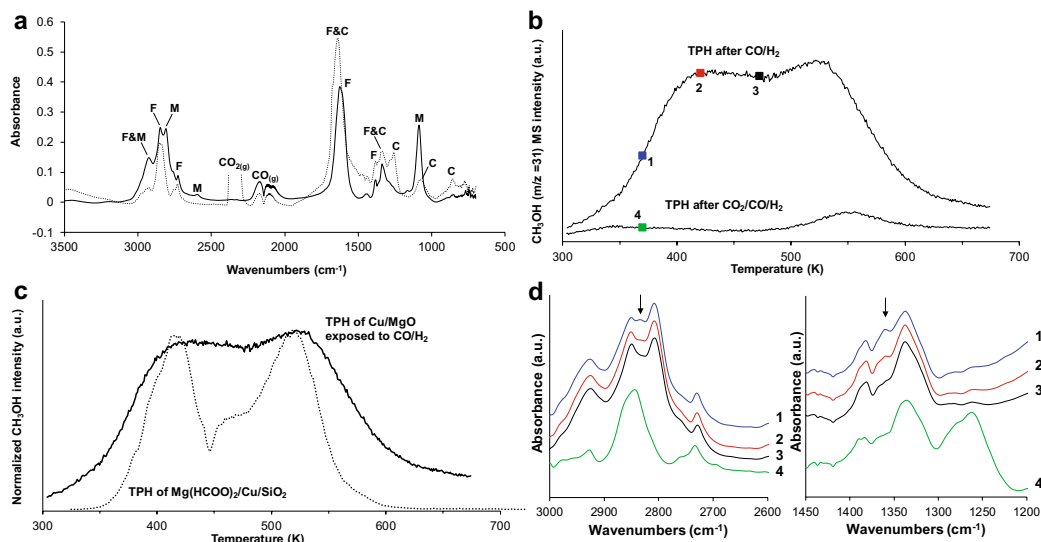 a
0.6
0.5
0.4
0.3
0.2
0.1
0
-0.1
Absorbance
3500
3000
2500
2000
1500
1000
500
Wavenumbers (cm⁻¹)
F&M
F
M
F
M
CO₂₍g₎
CO₍g₎
F&C
F
F&C
F
C
M
C
C
b
CH₃OH (m/z =31) MS intensity (a.u.)
TPH after CO/H₂
2
3
1
TPH after CO₂/CO/H₂
4
300
400
500
600
700
Temperature (K)
c
Normalized CH₃OH intensity (a.u.)
TPH of Cu/MgO
exposed to CO/H₂
TPH of Mg(HCOO)₂/Cu/SiO₂
300
400
500
600
700
Temperature (K)
d
Absorbance (a.u.)
1
2
3
4
3000
2900
2800
2700
2600
Wavenumbers (cm⁻¹)
Absorbance (a.u.)
1
2
3
4
1450
1400
1350
1300
1250
1200
Wavenumbers (cm⁻¹)